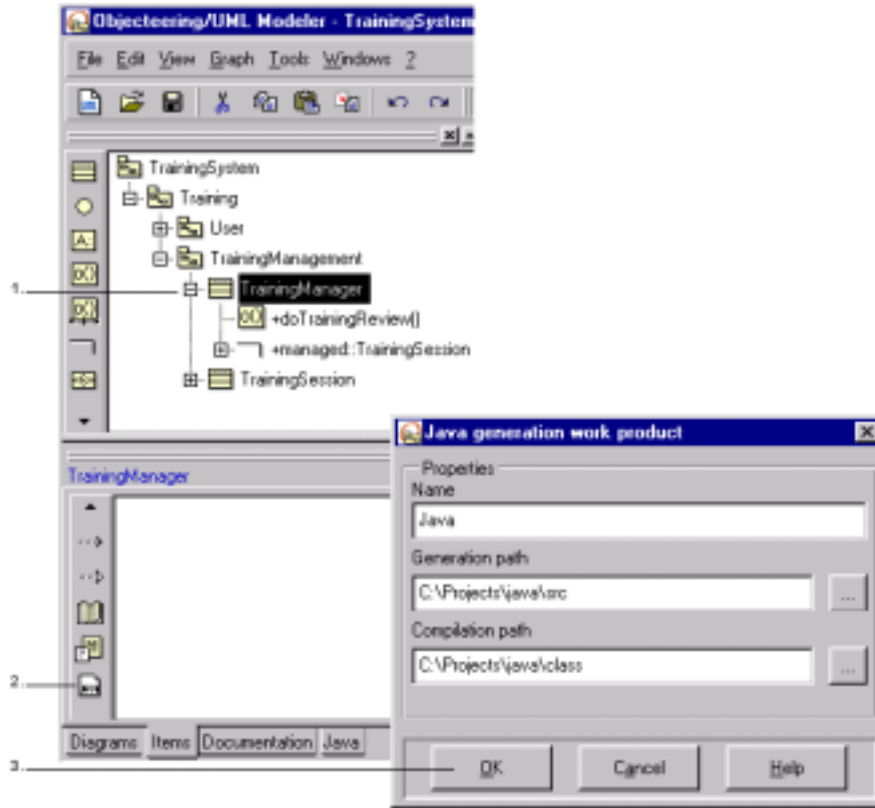 Objecteering/UML Modeler - TrainingSystem
File Edit View Graph Tools Windows ?
TrainingSystem
Training
User
TrainingManagement
1.
TrainingManager
+doTrainingReview()
+managed::TrainingSession
TrainingSession
TrainingManager
2.
Diagrams Items Documentation Java
Java generation work product
Properties
Name
Java
Generation path
C:\Projects\java\src
...
Compilation path
C:\Projects\java\class
...
3.
OK Cancel Help